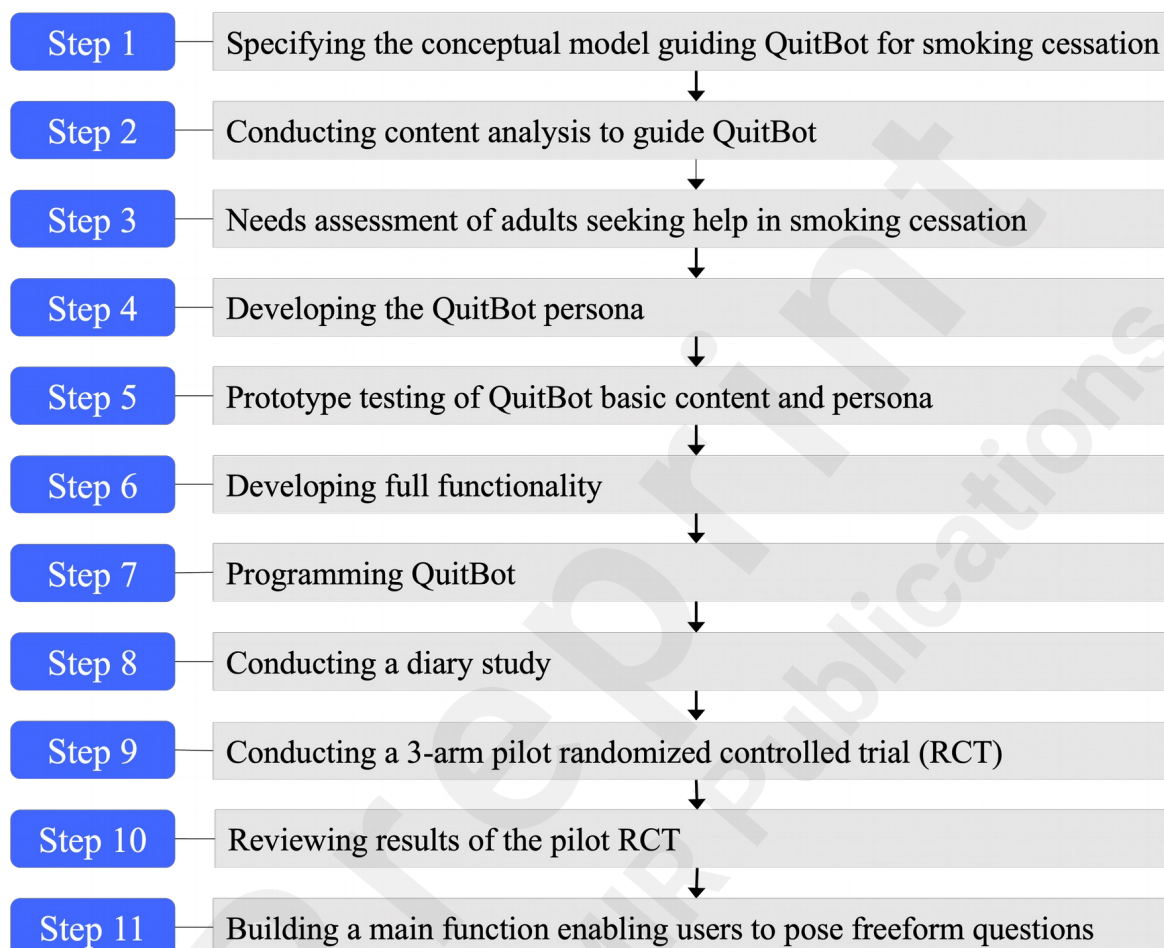 Step 1 Specifying the conceptual model guiding QuitBot for smoking cessation
Step 2 Conducting content analysis to guide QuitBot
Step 3 Needs assessment of adults seeking help in smoking cessation
Step 4 Developing the QuitBot persona
Step 5 Prototype testing of QuitBot basic content and persona
Step 6 Developing full functionality
Step 7 Programming QuitBot
Step 8 Conducting a diary study
Step 9 Conducting a 3-arm pilot randomized controlled trial (RCT)
Step 10 Reviewing results of the pilot RCT
Step 11 Building a main function enabling users to pose freeform questions
Preprint
Publications